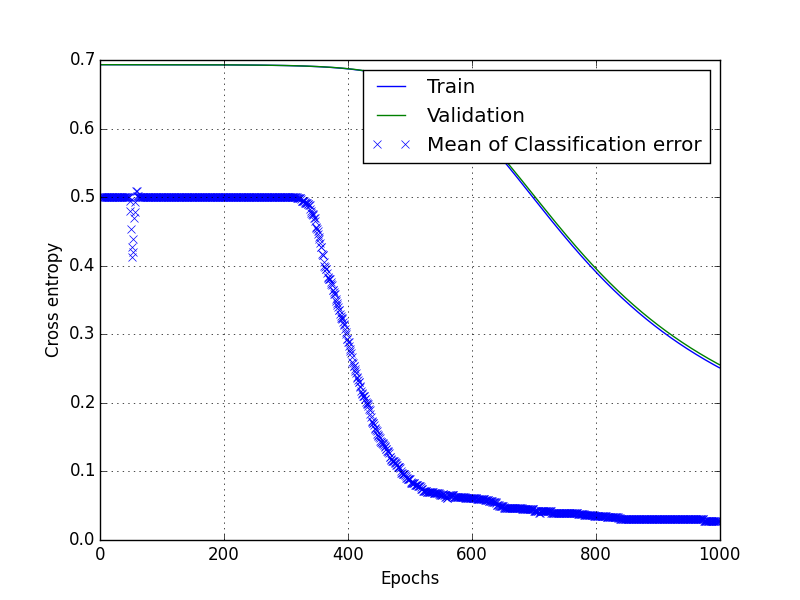 0.7
0.6
0.5
0.4
0.3
0.2
0.1
0.0
Cross entropy
Train
Validation
Mean of Classification error
0 200 400 600 800 1000
Epochs